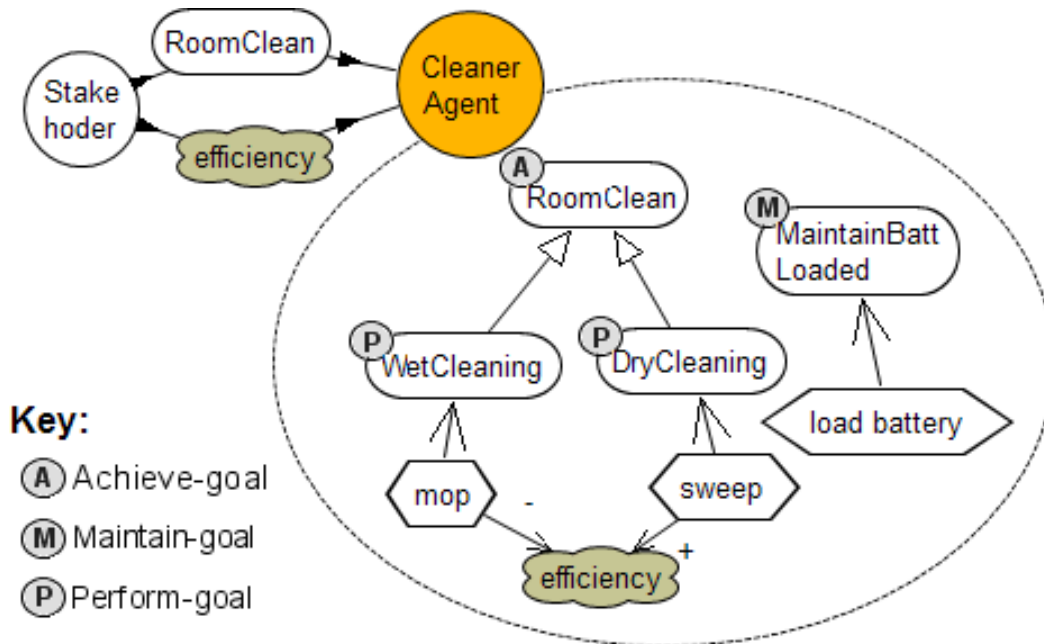 RoomClean
Stake
hoder
efficiency
Cleaner
Agent
A
RoomClean
M
MaintainBatt
Loaded
P
WetCleaning
P
DryCleaning
load battery
mop
-
sweep
+
efficiency
Key:
A Achieve-goal
M Maintain-goal
P Perform-goal